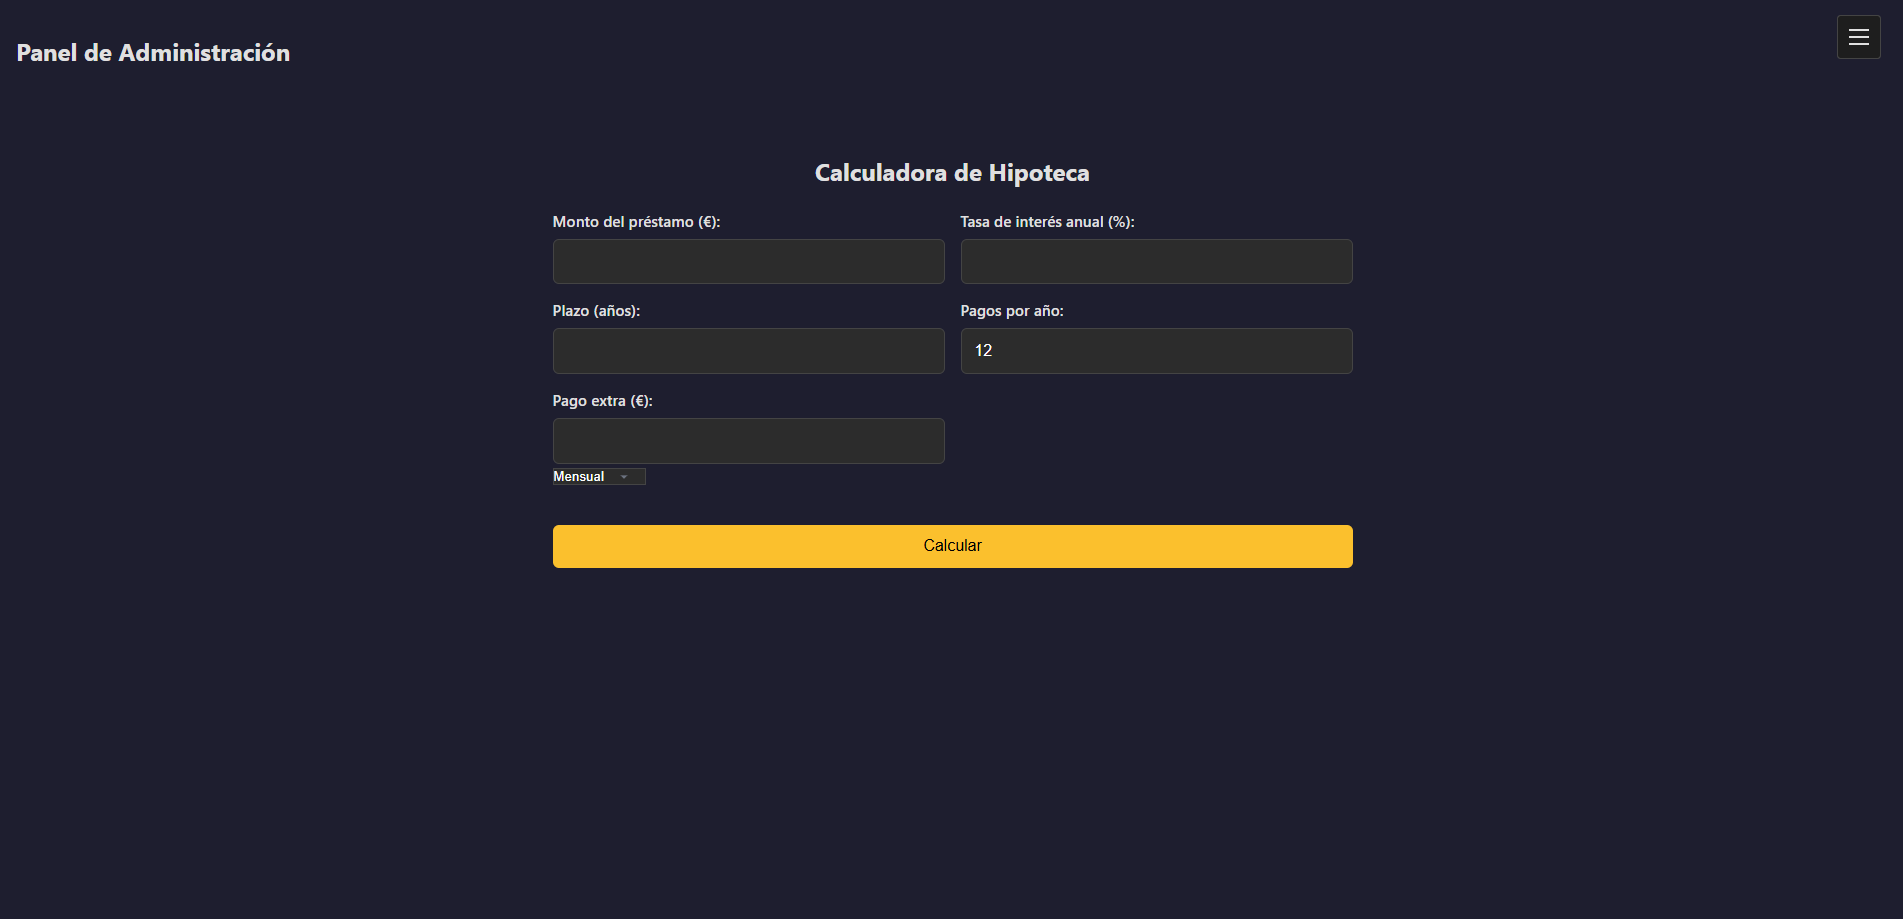 Panel de Administración
Calculadora de Hipoteca
Monto del préstamo (€):
Tasa de interés anual (%):
Plazo (años):
Pagos por año:
12
Pago extra (€):
Mensual
Calcular